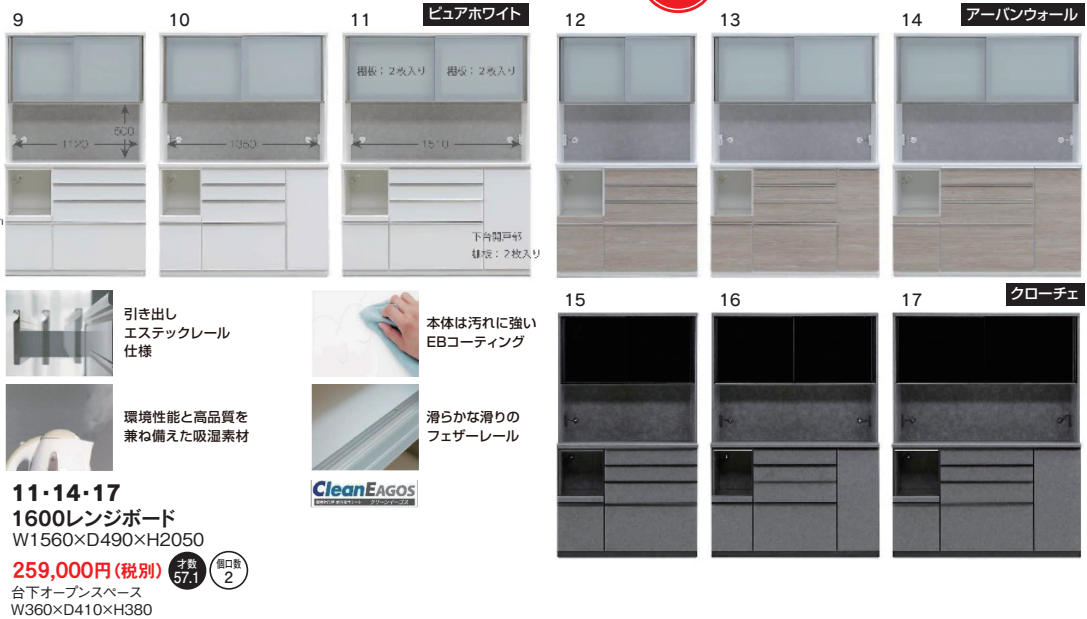 9
10
11
ピュアホワイト
棚板：2枚入り
棚板：2枚入り
500
1120
1360
1510
下台開戸部
棚板：2枚入り
12
13
14
アーバンウォール
引き出し
エステックレール
仕様
本体は汚れに強い
EBコーティング
環境性能と高品質を
兼ね備えた吸湿素材
滑らかな滑りの
フェザーレール
CleanEAGOS
クリーンイーゴス
15
16
17
クローチェ
11・14・17
1600レンジボード
W1560×D490×H2050
259,000円（税別）
才数
57.1
個口数
2
台下オープンスペース
W360×D410×H380